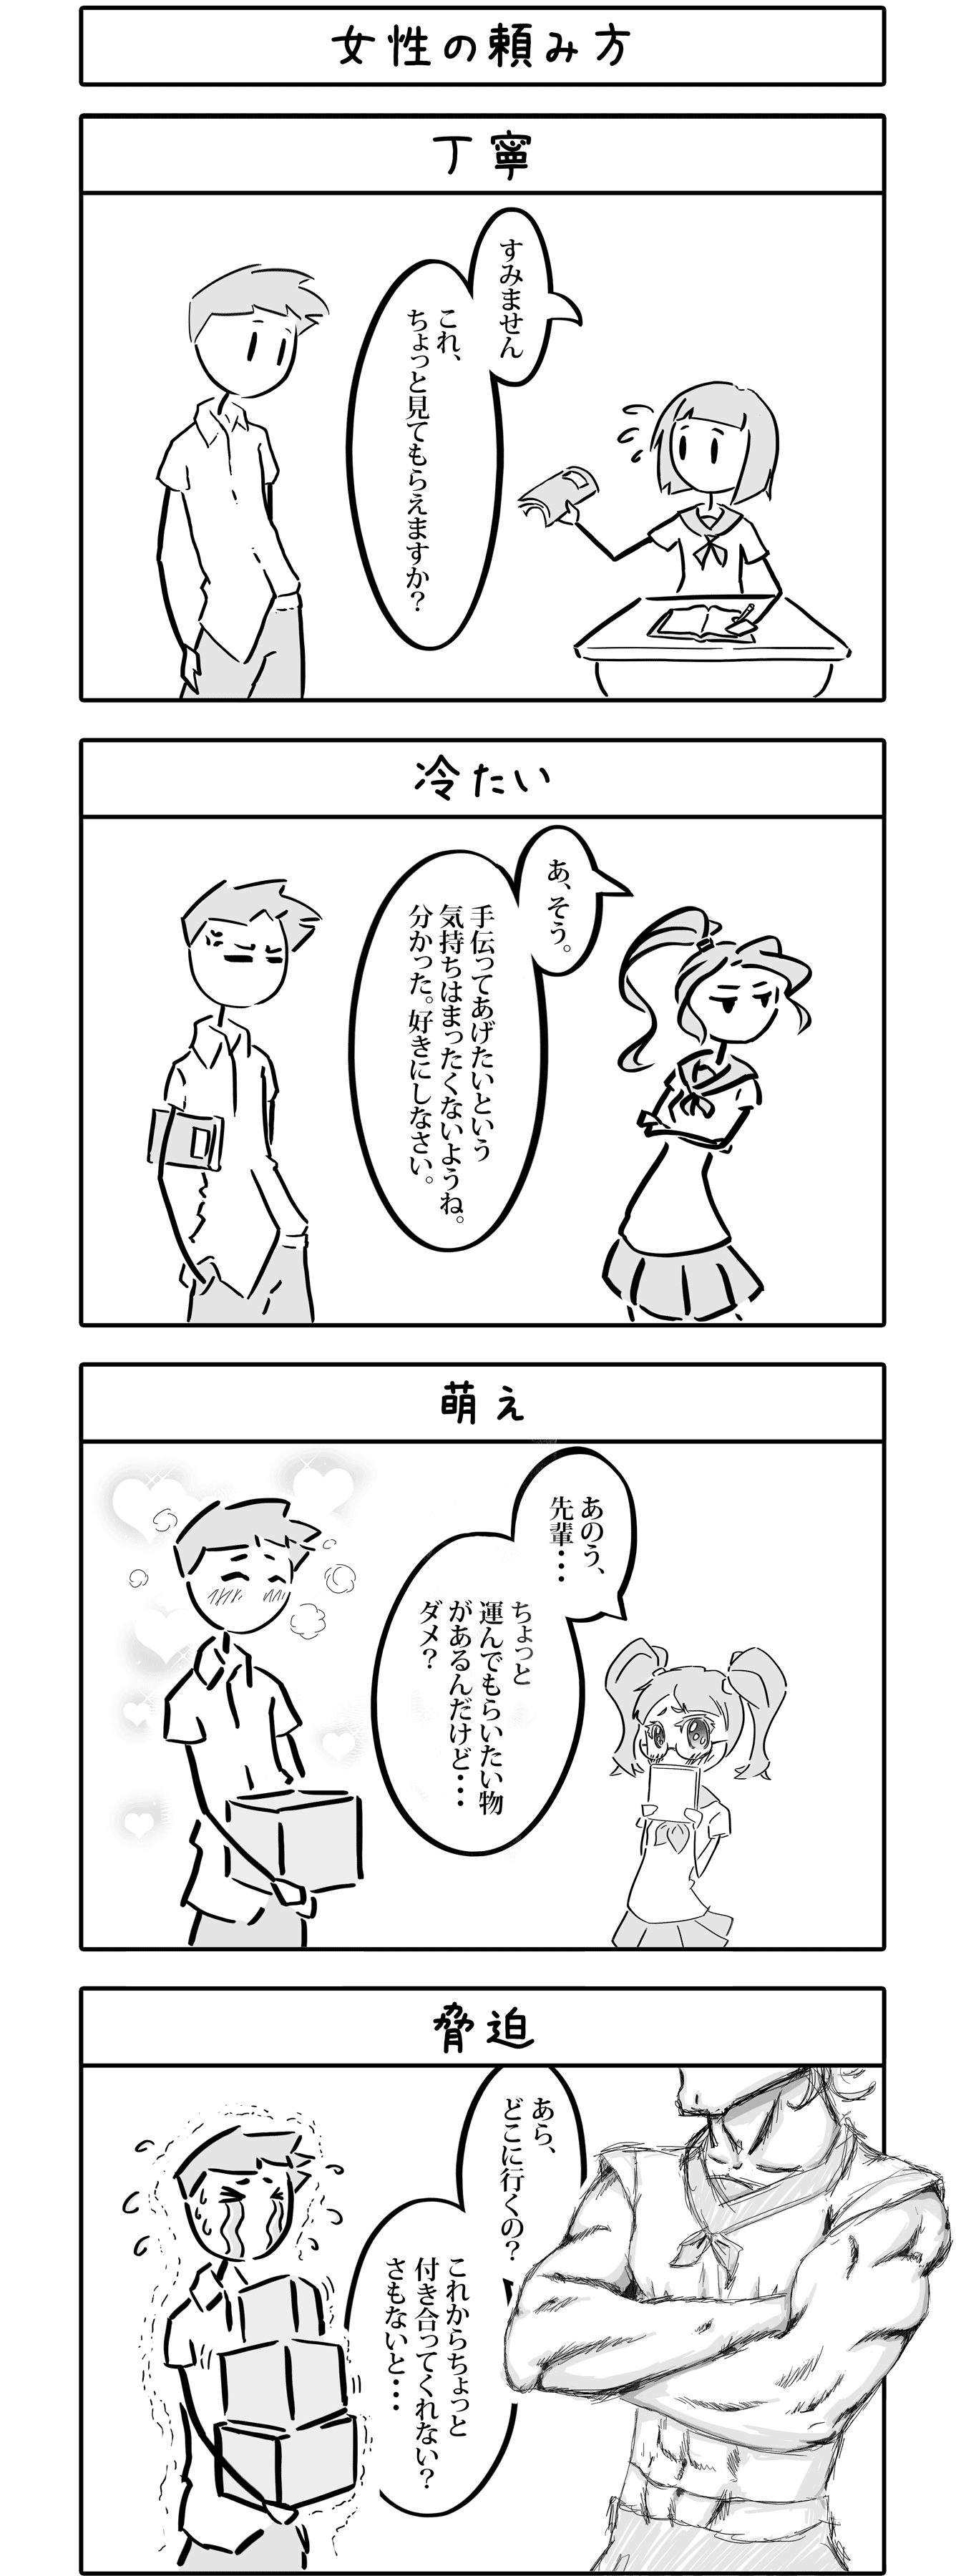 女性の頼み方
丁寧
すみません
これ、
ちょっと見てもらえますか？
冷たい
あ、そう。
手伝ってあげたいという
気持ちはまったくないようね。
分かった。好きにしなさい。
萌え
あのう、
先輩・・・
ちょっと
運んでもらいたい物
があるんだけど・・・
ダメ？
脅迫
あら、
どこに行くの？
これからちょっと
付き合ってくれない？
さもないと・・・